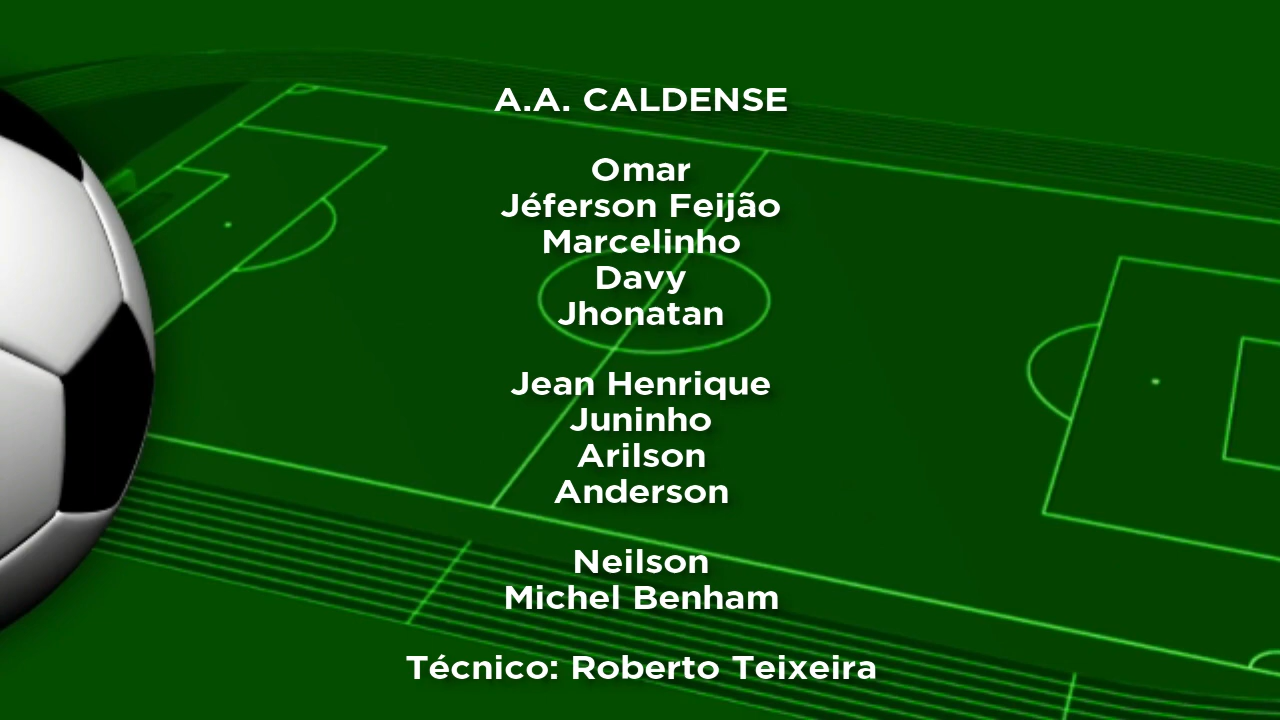 A.A. CALDENSE
Omar
Jéferson Feijão
Marcelinho
Davy
Jhonatan
Jean Henrique
Juninho
Arilson
Anderson
Neilson
Michel Benham
Técnico: Roberto Teixeira